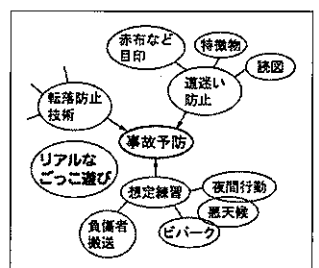 赤布など
目印
特徴物
読図
道迷い
防止
転落防止
技術
事故予防
リアルな
ごっこ遊び
想定練習
夜間行動
悪天候
ビバーク
負傷者
搬送